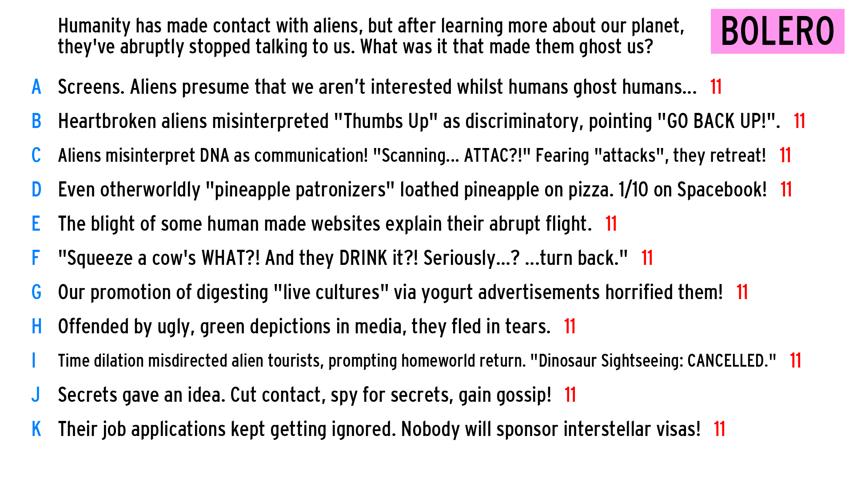 Humanity has made contact with aliens, but after learning more about our planet,
they've abruptly stopped talking to us. What was it that made them ghost us?
BOLERO
A Screens. Aliens presume that we aren't interested whilst humans ghost humans... 11
B Heartbroken aliens misinterpreted "Thumbs Up" as discriminatory, pointing "GO BACK UP!". 11
C Aliens misinterpret DNA as communication! "Scanning... ATTAC?!" Fearing "attacks", they retreat! 11
D Even otherworldly "pineapple patronizers" loathed pineapple on pizza. 1/10 on Spacebook! 11
E The blight of some human made websites explain their abrupt flight. 11
F "Squeeze a cow's WHAT?! And they DRINK it?! Seriously...? ...turn back." 11
G Our promotion of digesting "live cultures" via yogurt advertisements horrified them! 11
H Offended by ugly, green depictions in media, they fled in tears. 11
I Time dilation misdirected alien tourists, prompting homeworld return. "Dinosaur Sightseeing: CANCELLED." 11
J Secrets gave an idea. Cut contact, spy for secrets, gain gossip! 11
K Their job applications kept getting ignored. Nobody will sponsor interstellar visas! 11